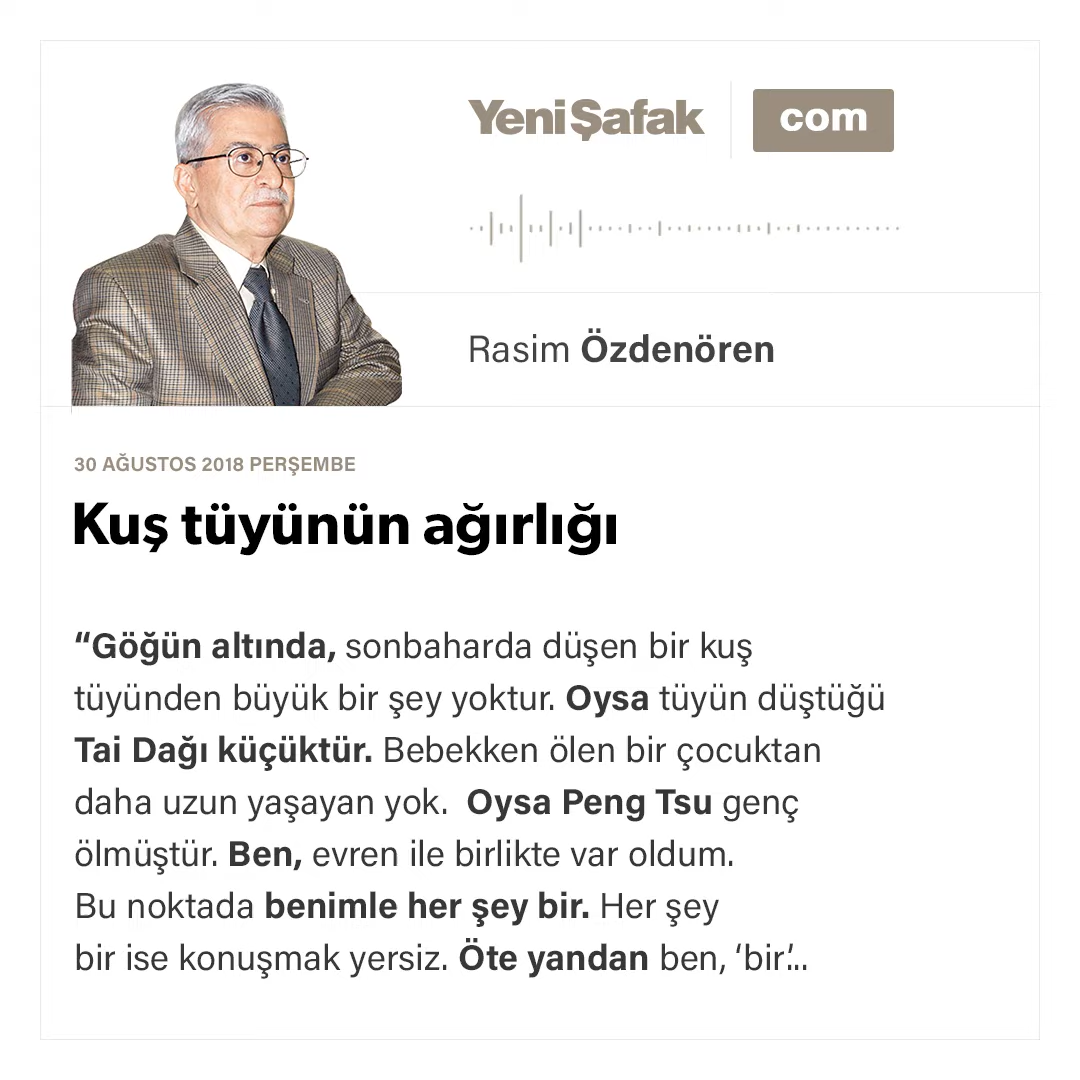 YeniŞafak com
Rasim Özdenören
30 AĞUSTOS 2018 PERŞEMBE
Kuş tüyünün ağırlığı
“Göğün altında, sonbaharda düşen bir kuş
tüyünden büyük bir şey yoktur. Oysa tüyün düştüğü
Tai Dağı küçüktür. Bebekken ölen bir çocuktan
daha uzun yaşayan yok. Oysa Peng Tsu genç
ölmüştür. Ben, evren ile birlikte var oldum.
Bu noktada benimle her şey bir. Her şey
bir ise konuşmak yersiz. Öte yandan ben, ‘bir’...